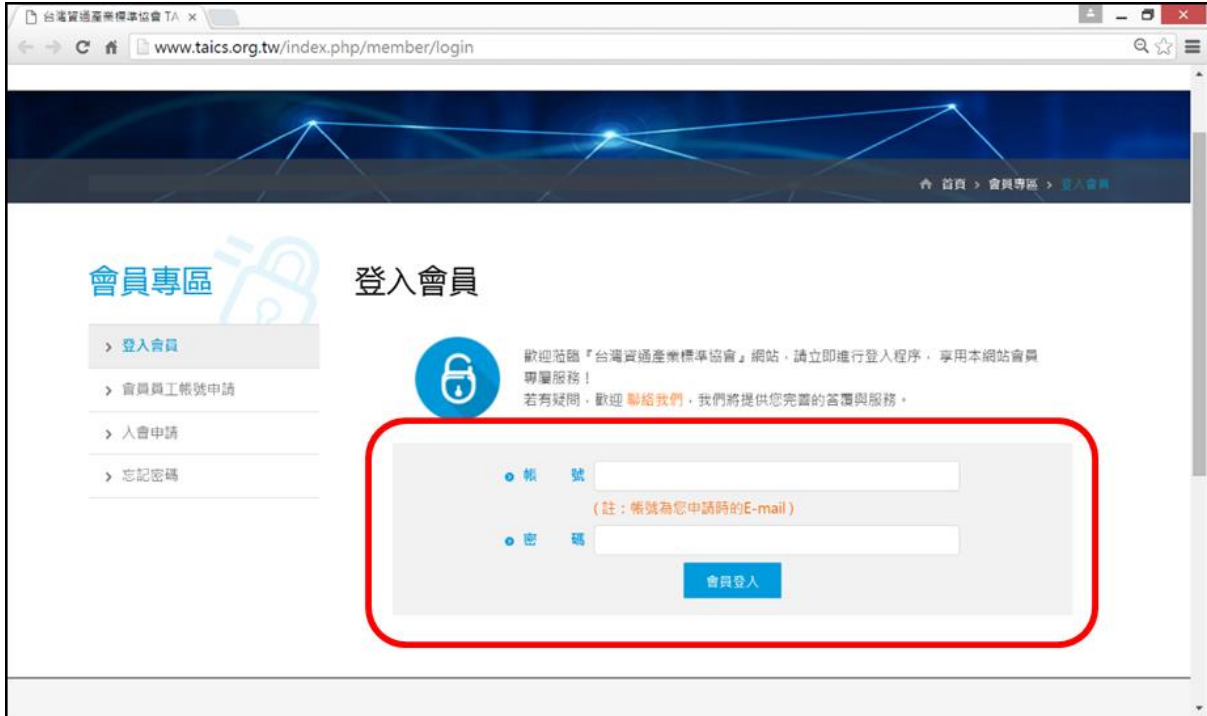 台灣資通產業標準協會 TA
www.taics.org.tw/index.php/member/login
首頁 > 會員專區 > 登入會員
會員專區
登入會員
登入會員
會員員工帳號申請
入會申請
忘記密碼
歡迎蒞臨『台灣資通產業標準協會』網站，請立即進行登入程序， 享用本網站會員
專屬服務！
若有疑問，歡迎 聯絡我們，我們將提供您完善的答覆與服務。
帳 號
(註：帳號為您申請時的E-mail)
密 碼
會員登入